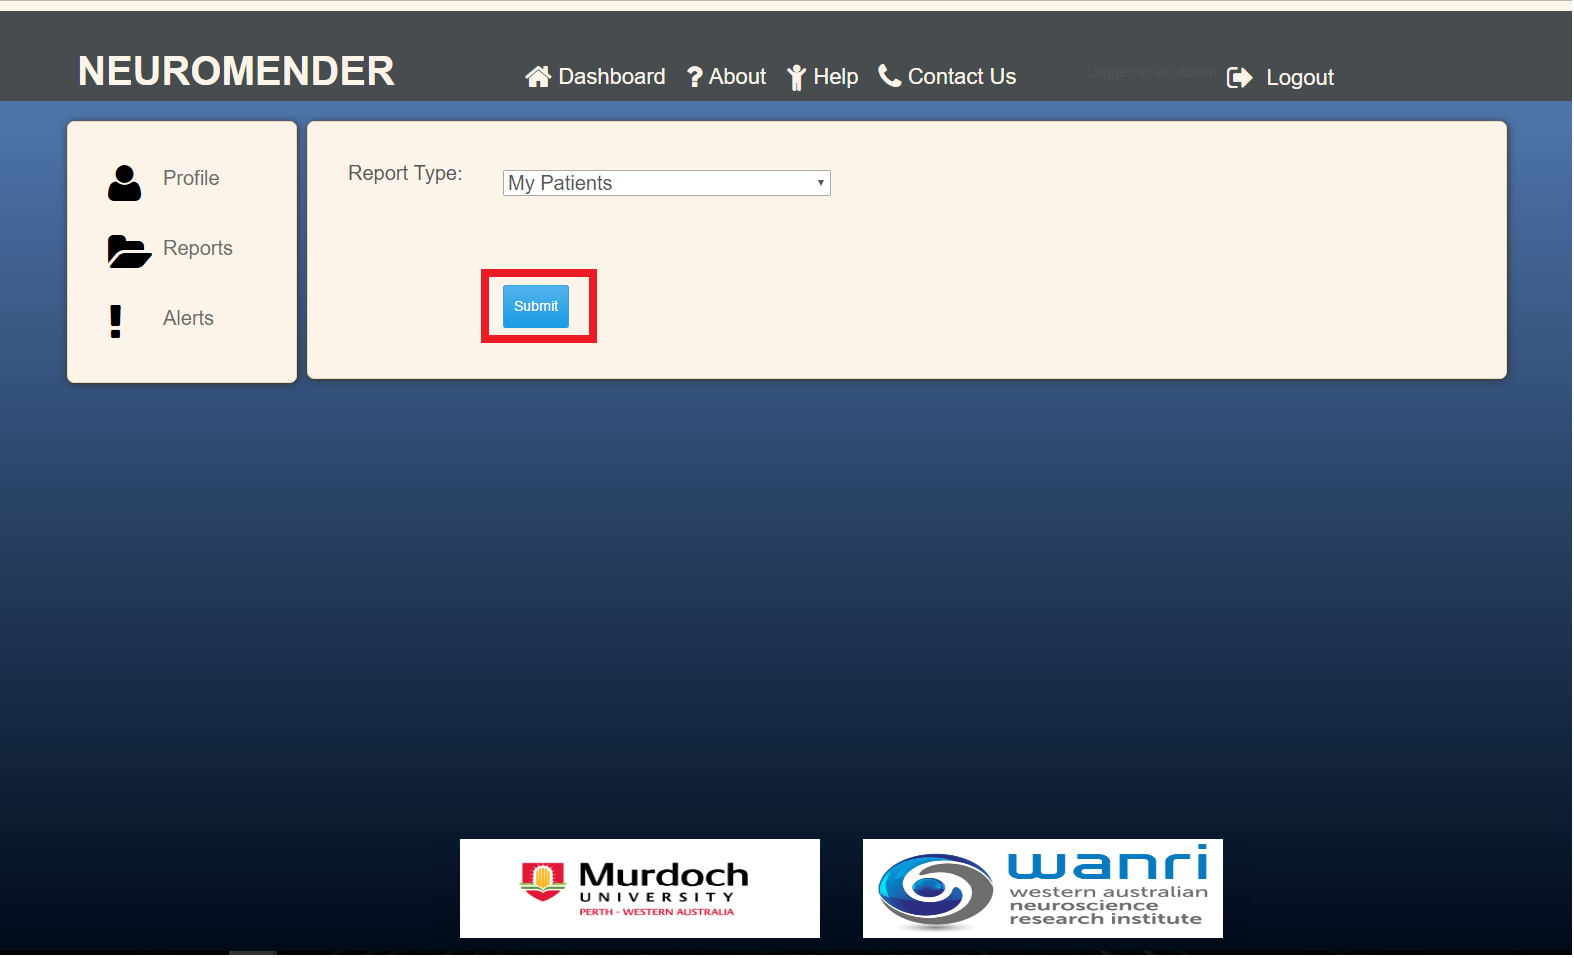 NEUROMENDER
Dashboard
? About
Help
Contact Us
Logged in as: Admin
Logout
Profile
Reports
! Alerts
Report Type:
My Patients
Submit
Murdoch
UNIVERSITY
PERTH - WESTERN AUSTRALIA
wanri
western australian
neuroscience
research institute